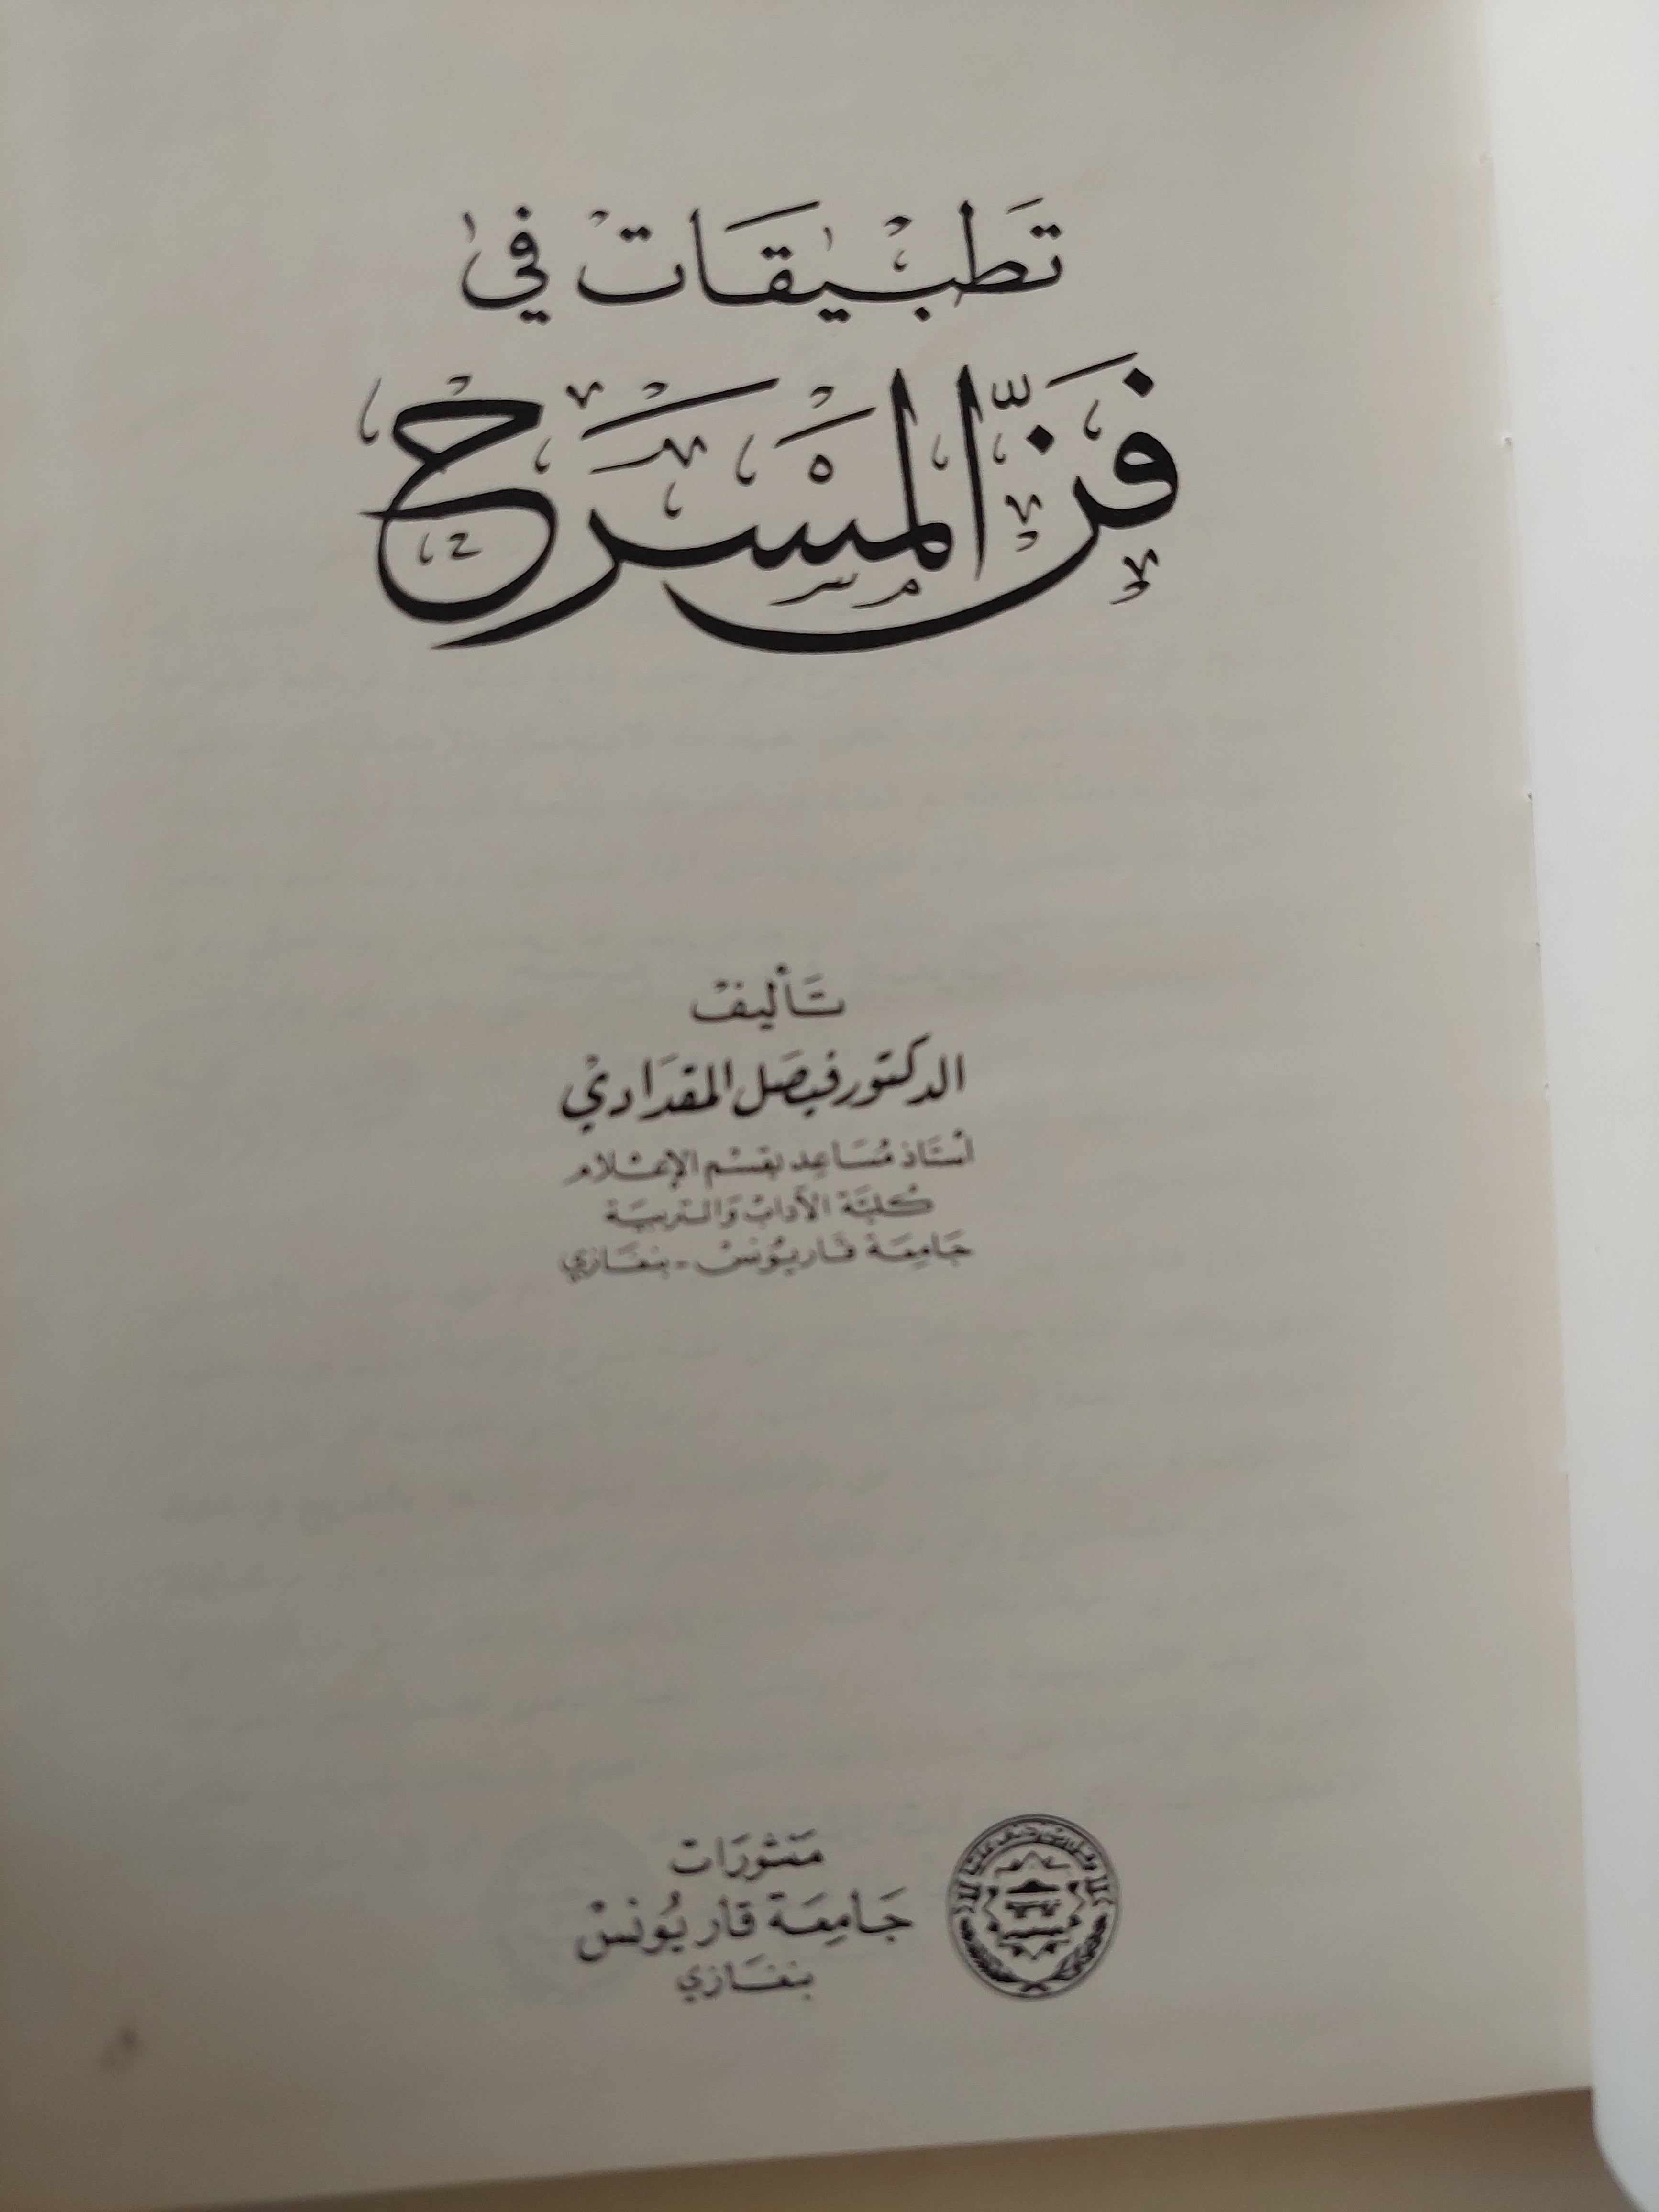 تطبيقات في
فن المسرح
تأليف
الدكتور فيصل المقدادي
أستاذ مساعد بقسم الإعلام
كلية الآداب والتربية
جامعة قاريونس - بنغازي
منشورات
جامعة قاريونس
بنغازي